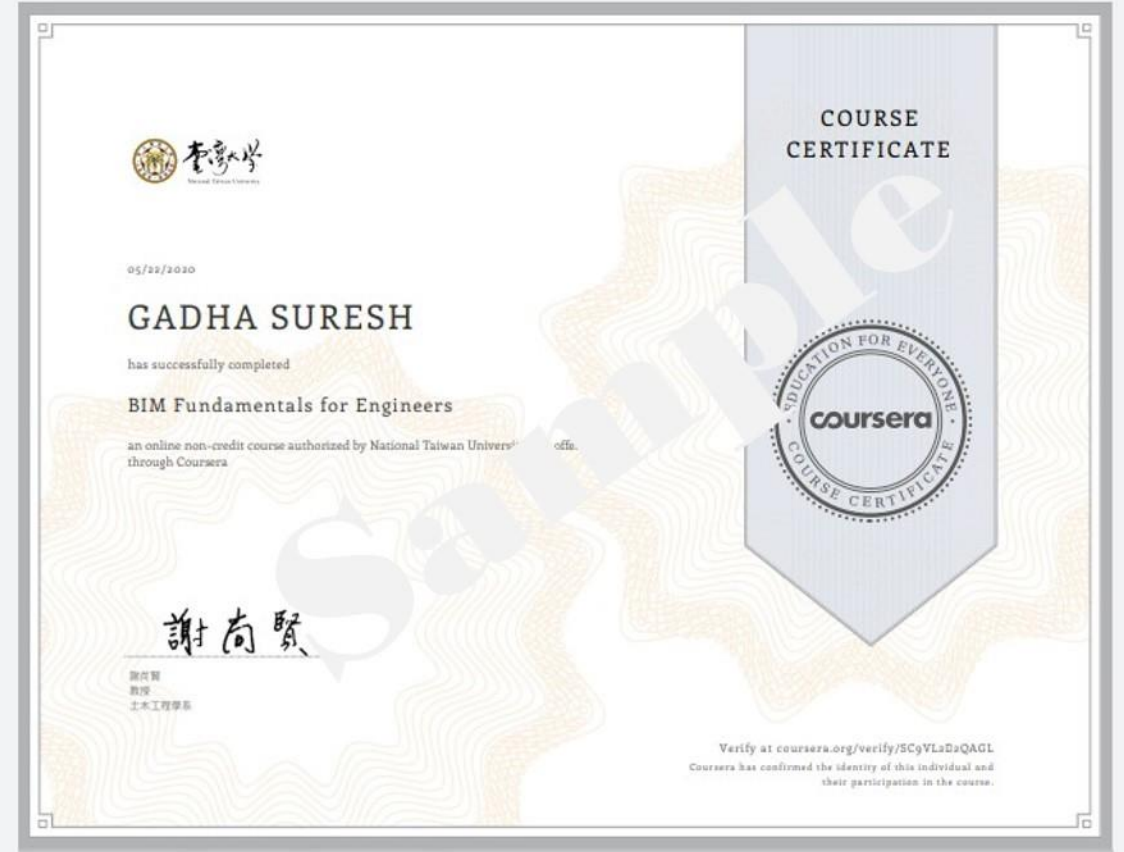 臺灣大學
National Taiwan University
05/22/2020
GADHA SURESH
has successfully completed
BIM Fundamentals for Engineers
an online non-credit course authorized by National Taiwan Universi offe
through Coursera
謝尚賢
謝尚賢
教授
土木工程學系
COURSE
CERTIFICATE
EDUCATION FOR EVERYONE
coursera
COURSE CERTIFICATE
Sample
Verify at coursera.org/verify/SC9VL2D2QAGL
Coursera has confirmed the identity of this individual and
their participation in the course.